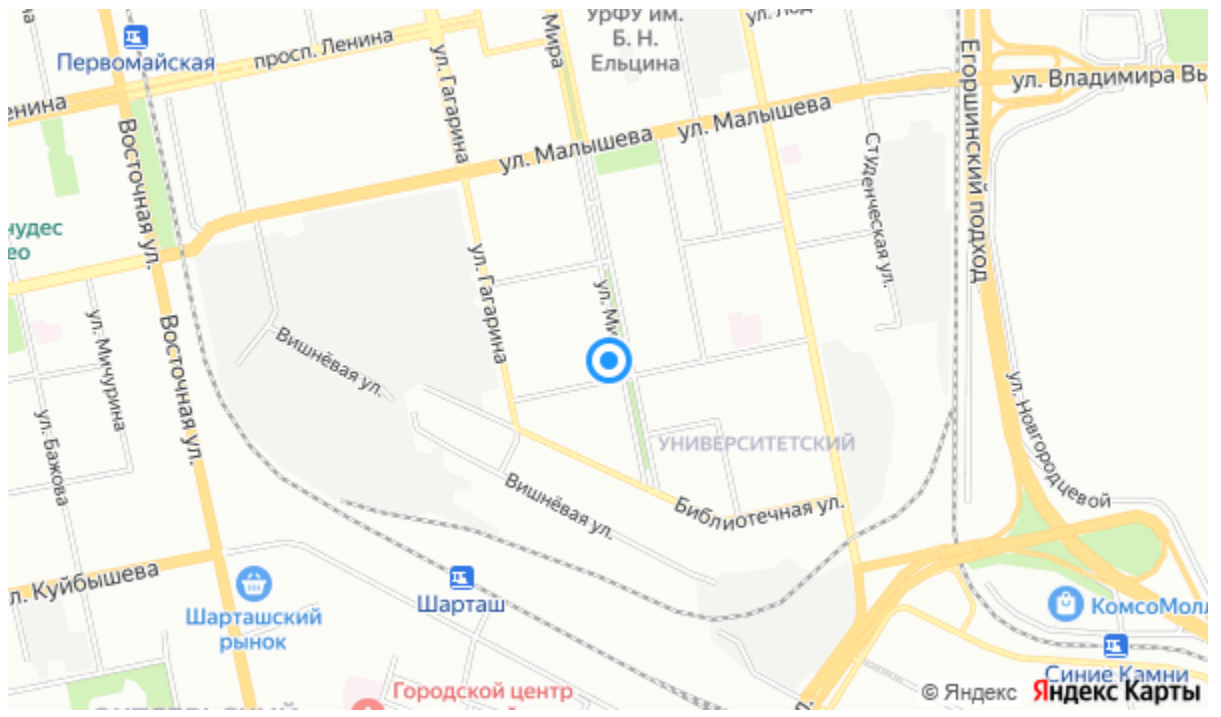 УрФУ им.
Б. Н.
Ельцина
Мира
Первомайская
просп. Ленина
ул. Гагарина
ул. Малышева
ул. Малышева
ул. Владимира Вы
Егоршинский подход
Восточная ул.
Студенческая ул.
чудес
ео
ул. Гагарина
ул. Ми
ул. Мичурина
Восточная ул.
Вишнёвая ул.
ул. Бажова
ул. Новгородцевой
УНИВЕРСИТЕТСКИЙ
Вишнёвая ул.
Библиотечная ул.
л. Куйбышева
Шарташский
рынок
Шарташ
КомсоМолл
Синие Камни
Городской центр
© Яндекс Яндекс Карты